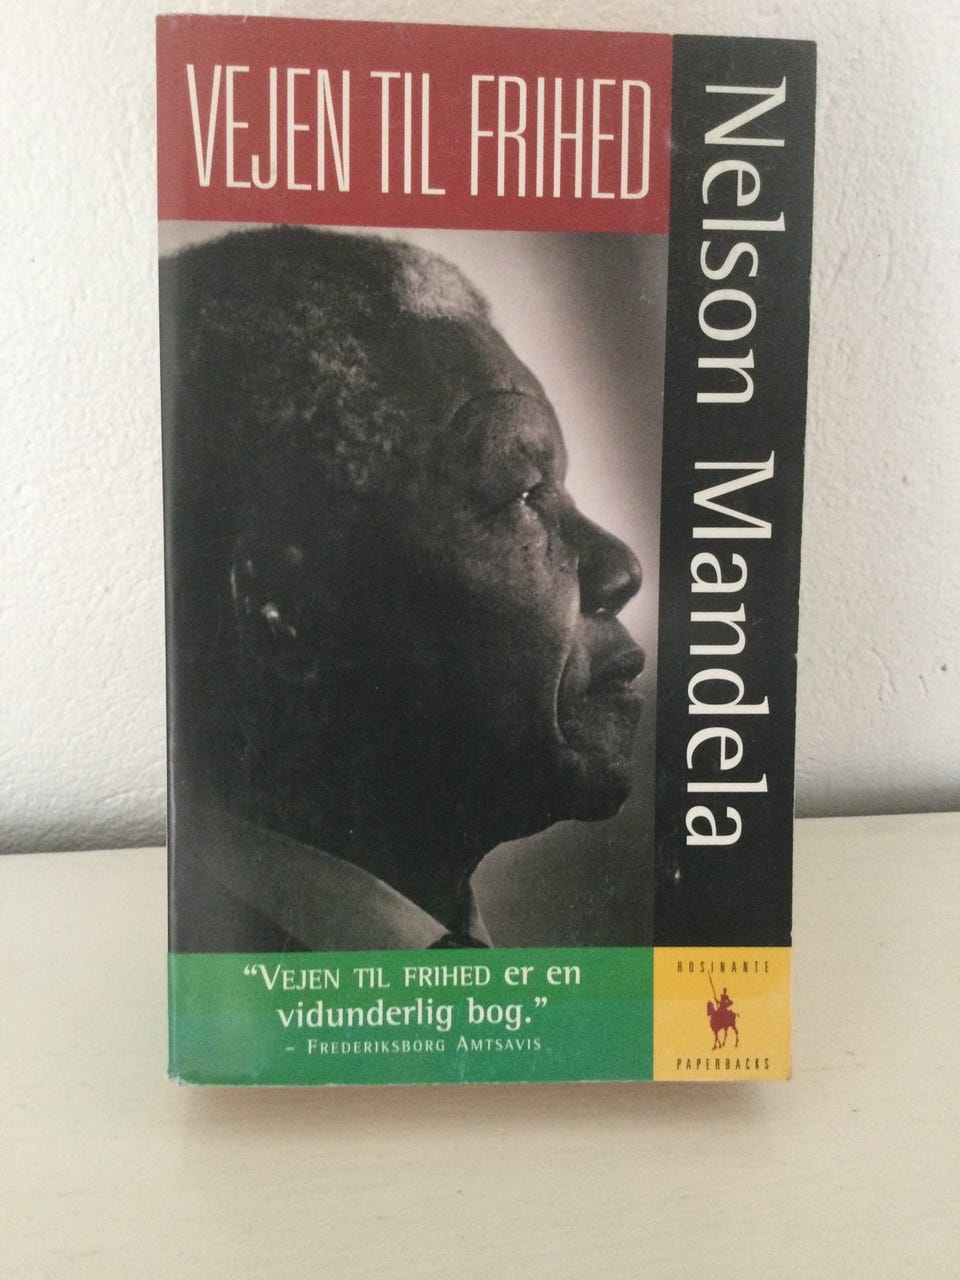 VEJEN TIL FRIHED
Nelson Mandela
“VEJEN TIL FRIHED er en
vidunderlig bog.”
– FREDERIKSBORG AMTSAVIS
ROSINANTE
PAPERBACKS